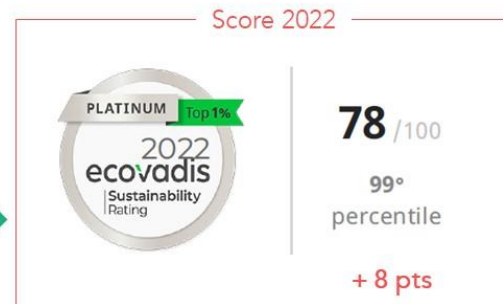 Score 2022
PLATINUM Top 1%
2022
ecovadis
Sustainability
Rating
78 /100
99°
percentile
+ 8 pts